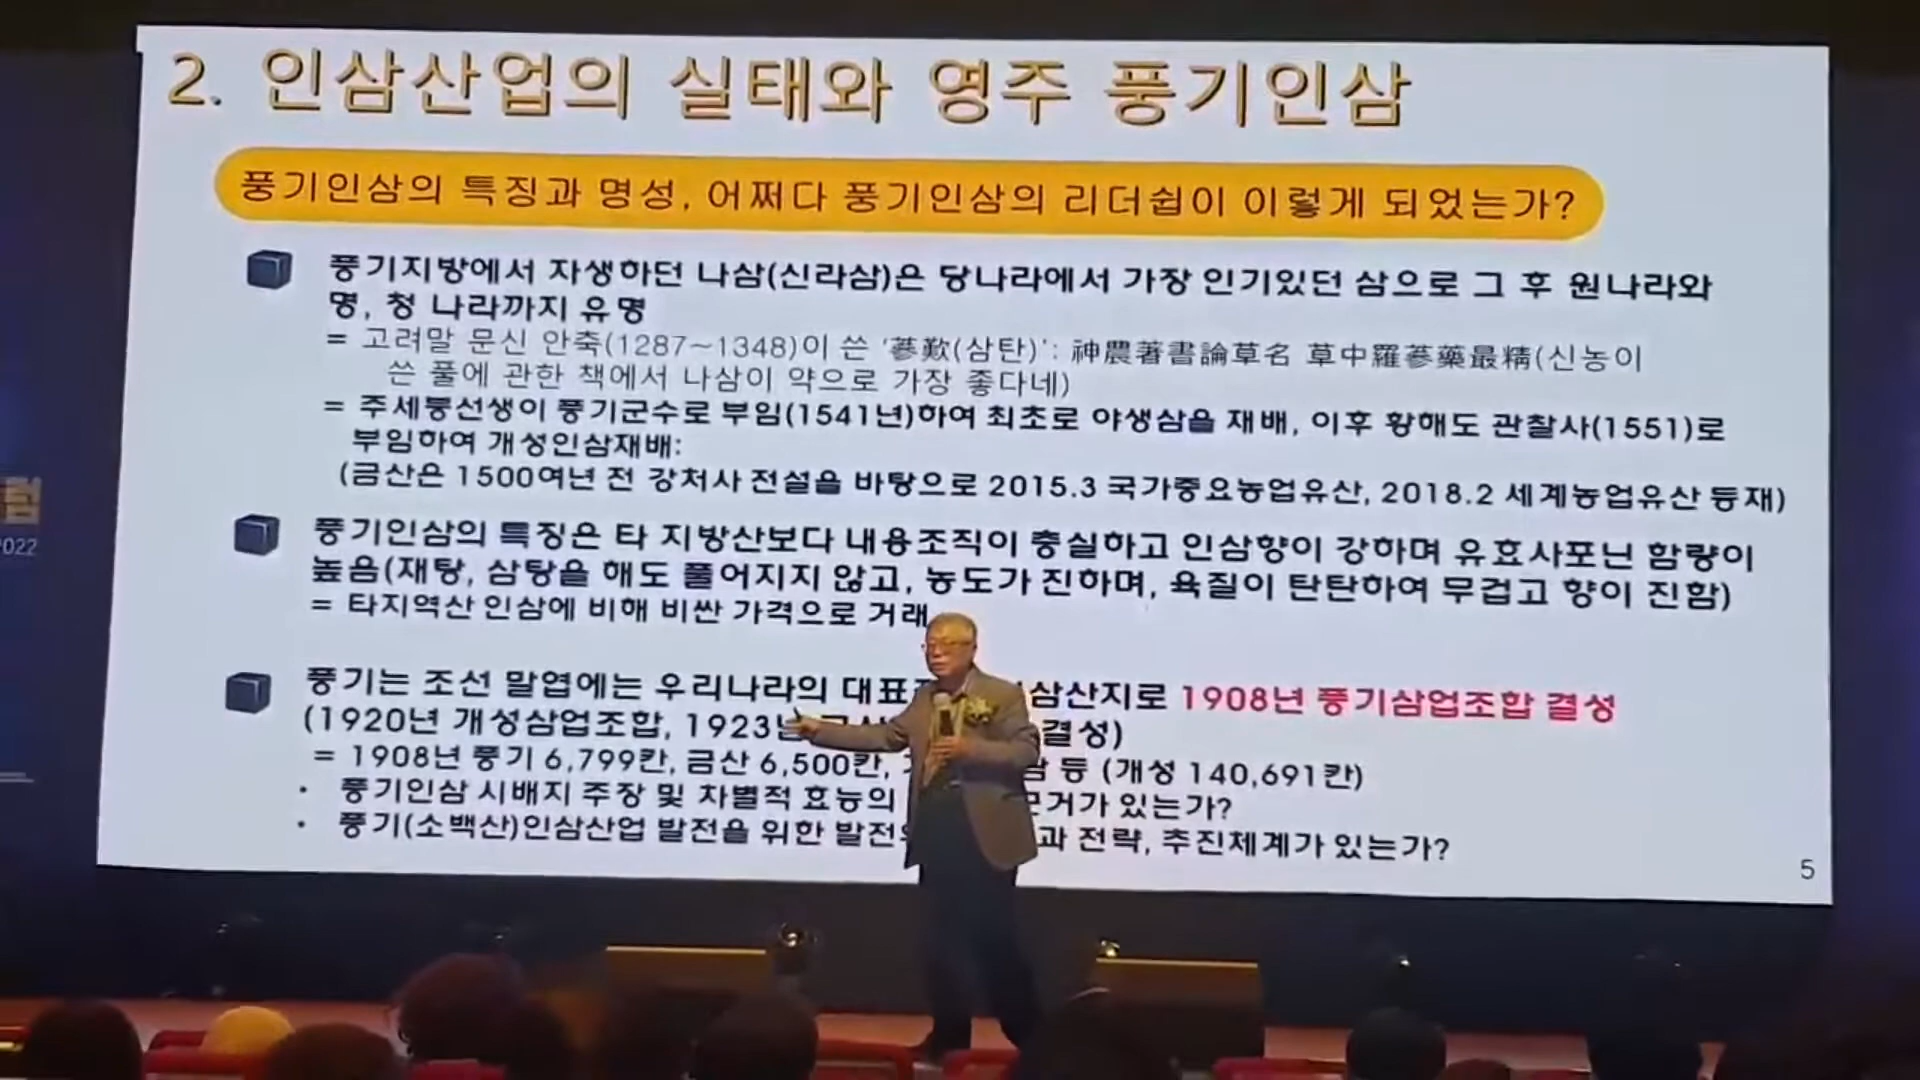 2. 인삼산업의 실태와 영주 풍기인삼
풍기인삼의 특징과 명성, 어쩌다 풍기인삼의 리더쉽이 이렇게 되었는가?
풍기지방에서 자생하던 나삼(신라삼)은 당나라에서 가장 인기있던 삼으로 그 후 원나라와
명, 청 나라까지 유명
= 고려말 문신 안축(1287~1348)이 쓴 '蔘歎(삼탄)': 神農著書論草名 草中羅蔘藥最精(신농이
쓴 풀에 관한 책에서 나삼이 약으로 가장 좋다네)
= 주세붕선생이 풍기군수로 부임(1541년)하여 최초로 야생삼을 재배, 이후 황해도 관찰사(1551)로
부임하여 개성인삼재배:
(금산은 1500여년 전 강처사 전설을 바탕으로 2015.3 국가중요농업유산, 2018.2 세계농업유산 등재)
풍기인삼의 특징은 타 지방산보다 내용조직이 충실하고 인삼향이 강하며 유효사포닌 함량이
높음(재탕, 삼탕을 해도 풀어지지 않고, 농도가 진하며, 육질이 탄탄하여 무겁고 향이 진함)
= 타지역산 인삼에 비해 비싼 가격으로 거래
풍기는 조선 말엽에는 우리나라의 대표 삼산지로 1908년 풍기삼업조합 결성
(1920년 개성삼업조합, 1923 결성)
= 1908년 풍기 6,799칸, 금산 6,500칸, 등 (개성 140,691칸)
• 풍기인삼 시배지 주장 및 차별적 효능의 가 있는가?
• 풍기(소백산)인삼산업 발전을 위한 발전 과 전략, 추진체계가 있는가?
5
럼
2022